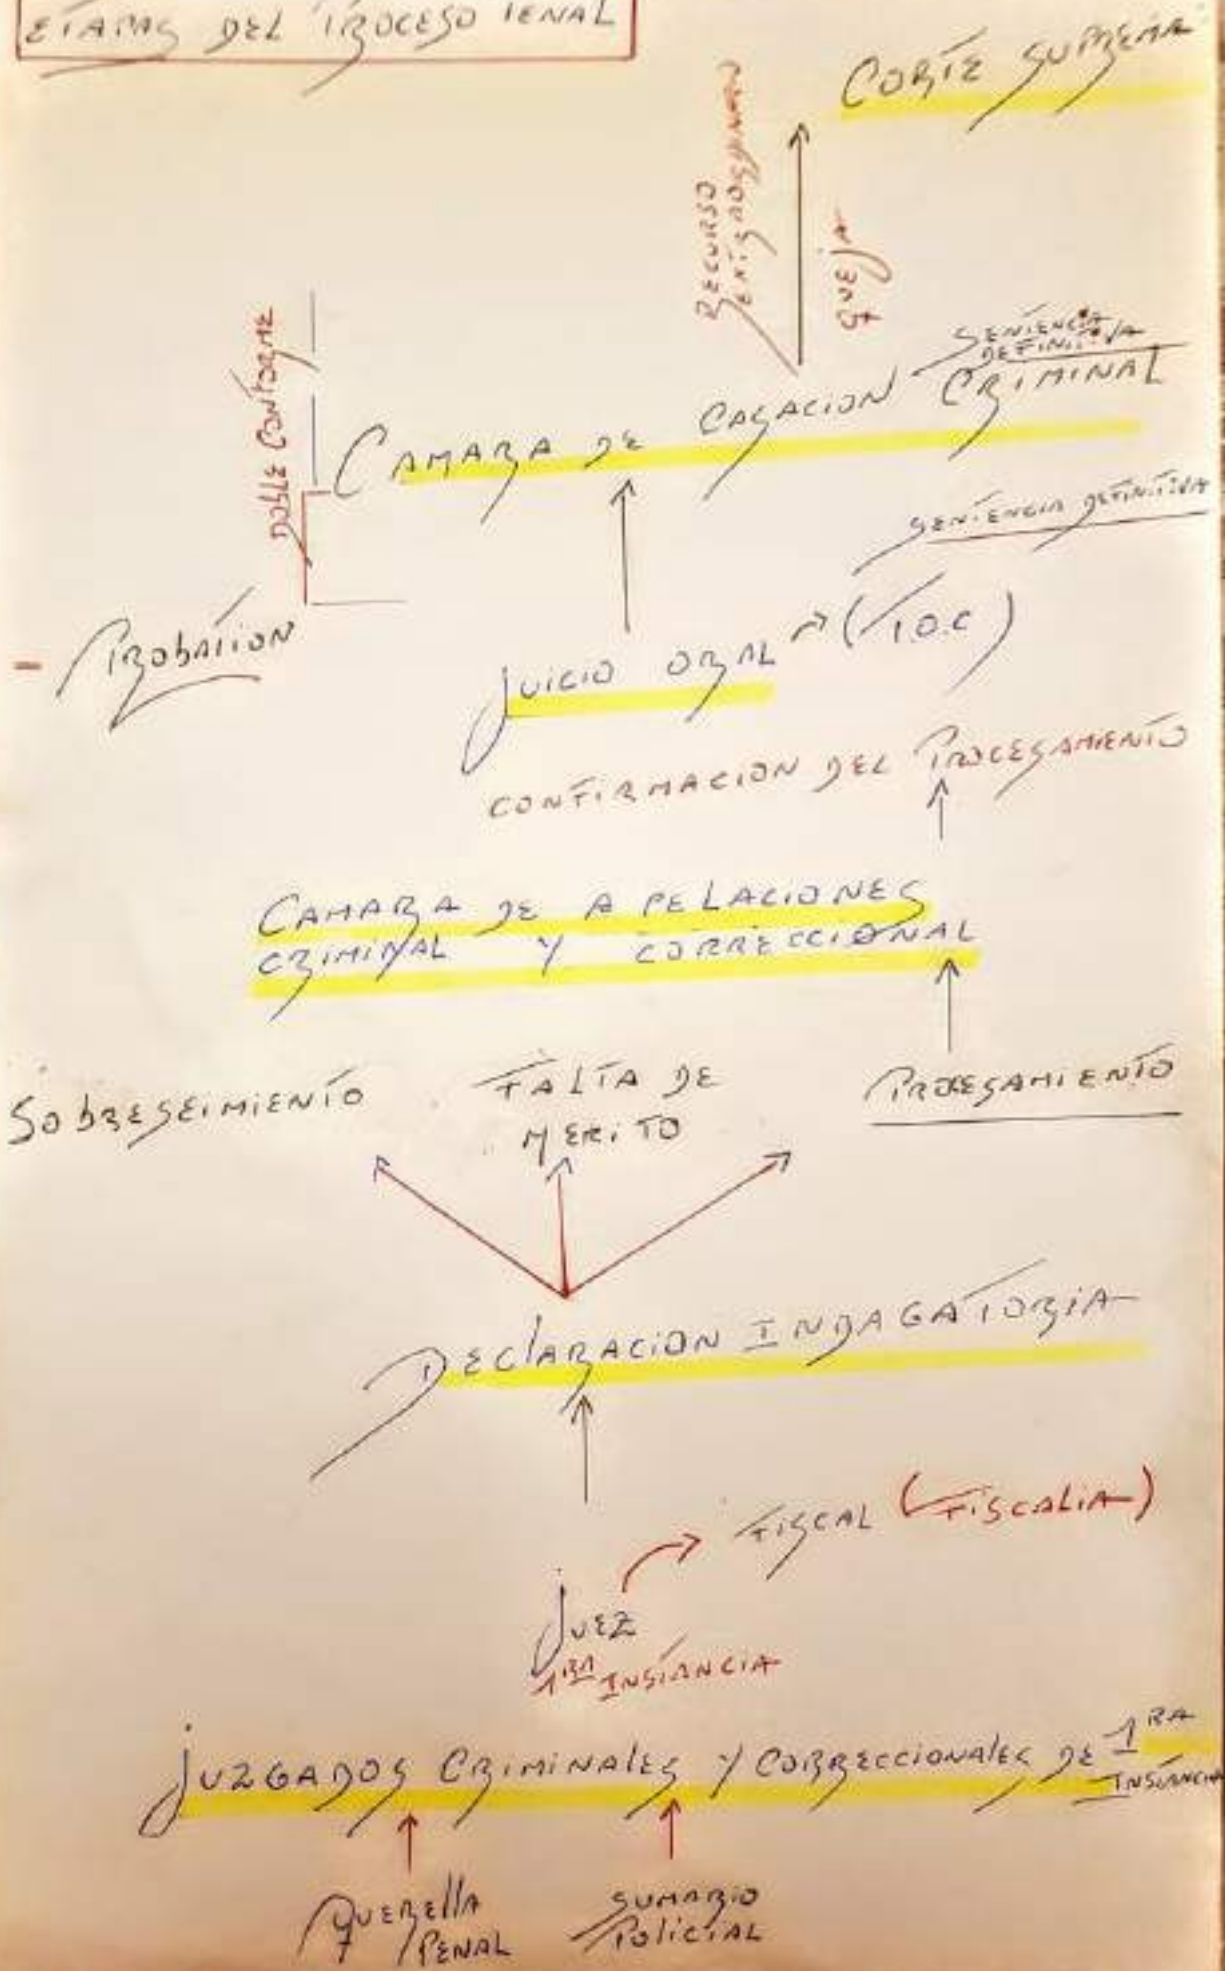 ETAPAS DEL PROCESO PENAL
CORTE SUPREMA
RECURSO
EXTRAORDINARIO
QUEJA
SENTENCIA
DEFINITIVA
CAMARA DE CASACION CRIMINAL
DOBLE CONFORME
SENTENCIA DEFINITIVA
- Probation
JUICIO ORAL → (T.O.C)
CONFIRMACION DEL PROCESAMIENTO
CAMARA DE APELACIONES
CRIMINAL Y CORRECCIONAL
SObRESEIMIENTO
FALTA DE
MERITO
PROCESAMIENTO
DEClARACION INDAGATORIA
FISCAL (FISCALIA)
JUEZ
1RA INSTANCIA
JUZGADOS CRIMINALES Y CORRECCIONALES DE 1RA
INSTANCIA
QUERElla
PENAL
SUMARIO
POLICIAL